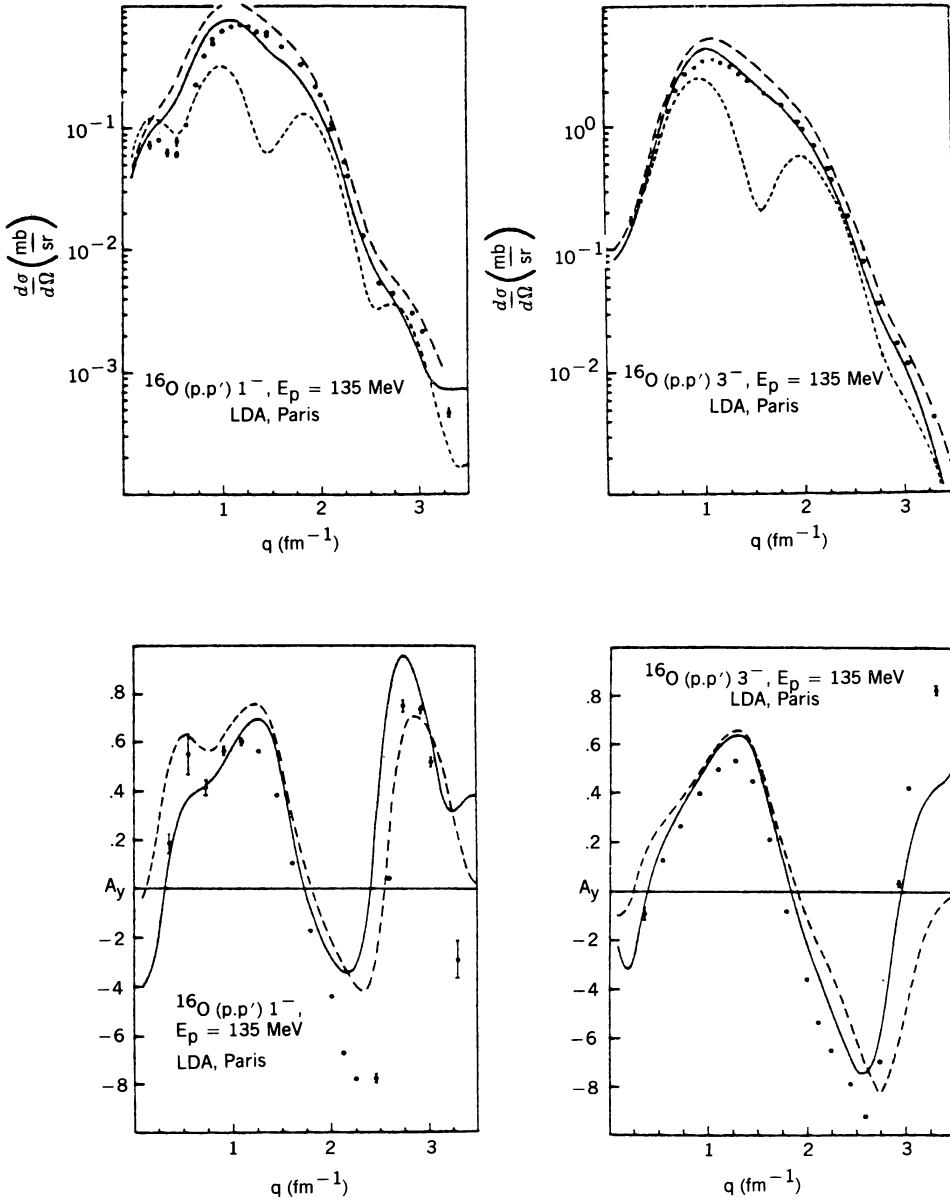 10⁻¹
10⁻²
10⁻³
dσ/dΩ (mb/sr)
¹⁶O (p.p′) 1⁻, Eₚ = 135 MeV
LDA, Paris
1 2 3
q (fm⁻¹)
10⁰
10⁻¹
10⁻²
dσ/dΩ (mb/sr)
¹⁶O (p.p′) 3⁻, Eₚ = 135 MeV
LDA, Paris
1 2 3
q (fm⁻¹)
.8
.6
.4
.2
A_y
−2
−4
−6
−8
¹⁶O (p.p′) 1⁻,
Eₚ = 135 MeV
LDA, Paris
1 2 3
q (fm⁻¹)
¹⁶O (p.p′) 3⁻, Eₚ = 135 MeV
LDA, Paris
.8
.6
.4
.2
A_y
−2
−4
−6
−8
1 2 3
q (fm⁻¹)